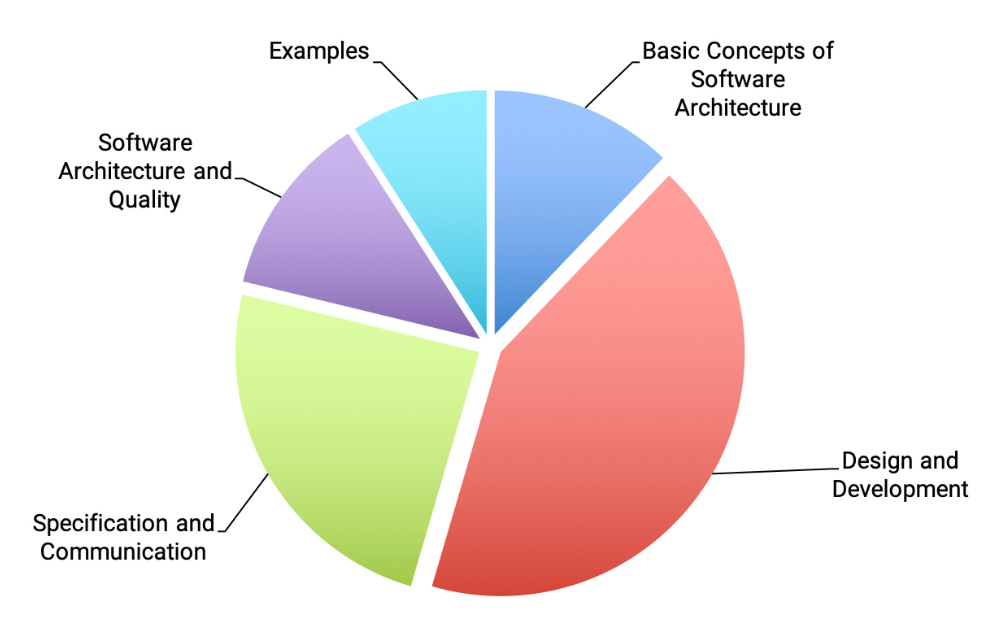 Examples
Basic Concepts of
Software
Architecture
Software
Architecture and
Quality
Design and
Development
Specification and
Communication